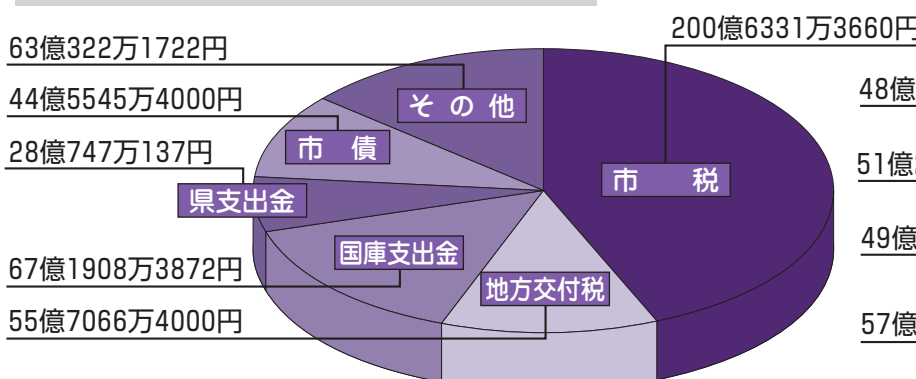 200億6331万3660円
63億322万1722円
48億
44億5545万4000円
その他
市債
28億747万137円
51億
市税
県支出金
49億
国庫支出金
67億1908万3872円
地方交付税
55億7066万4000円
57億